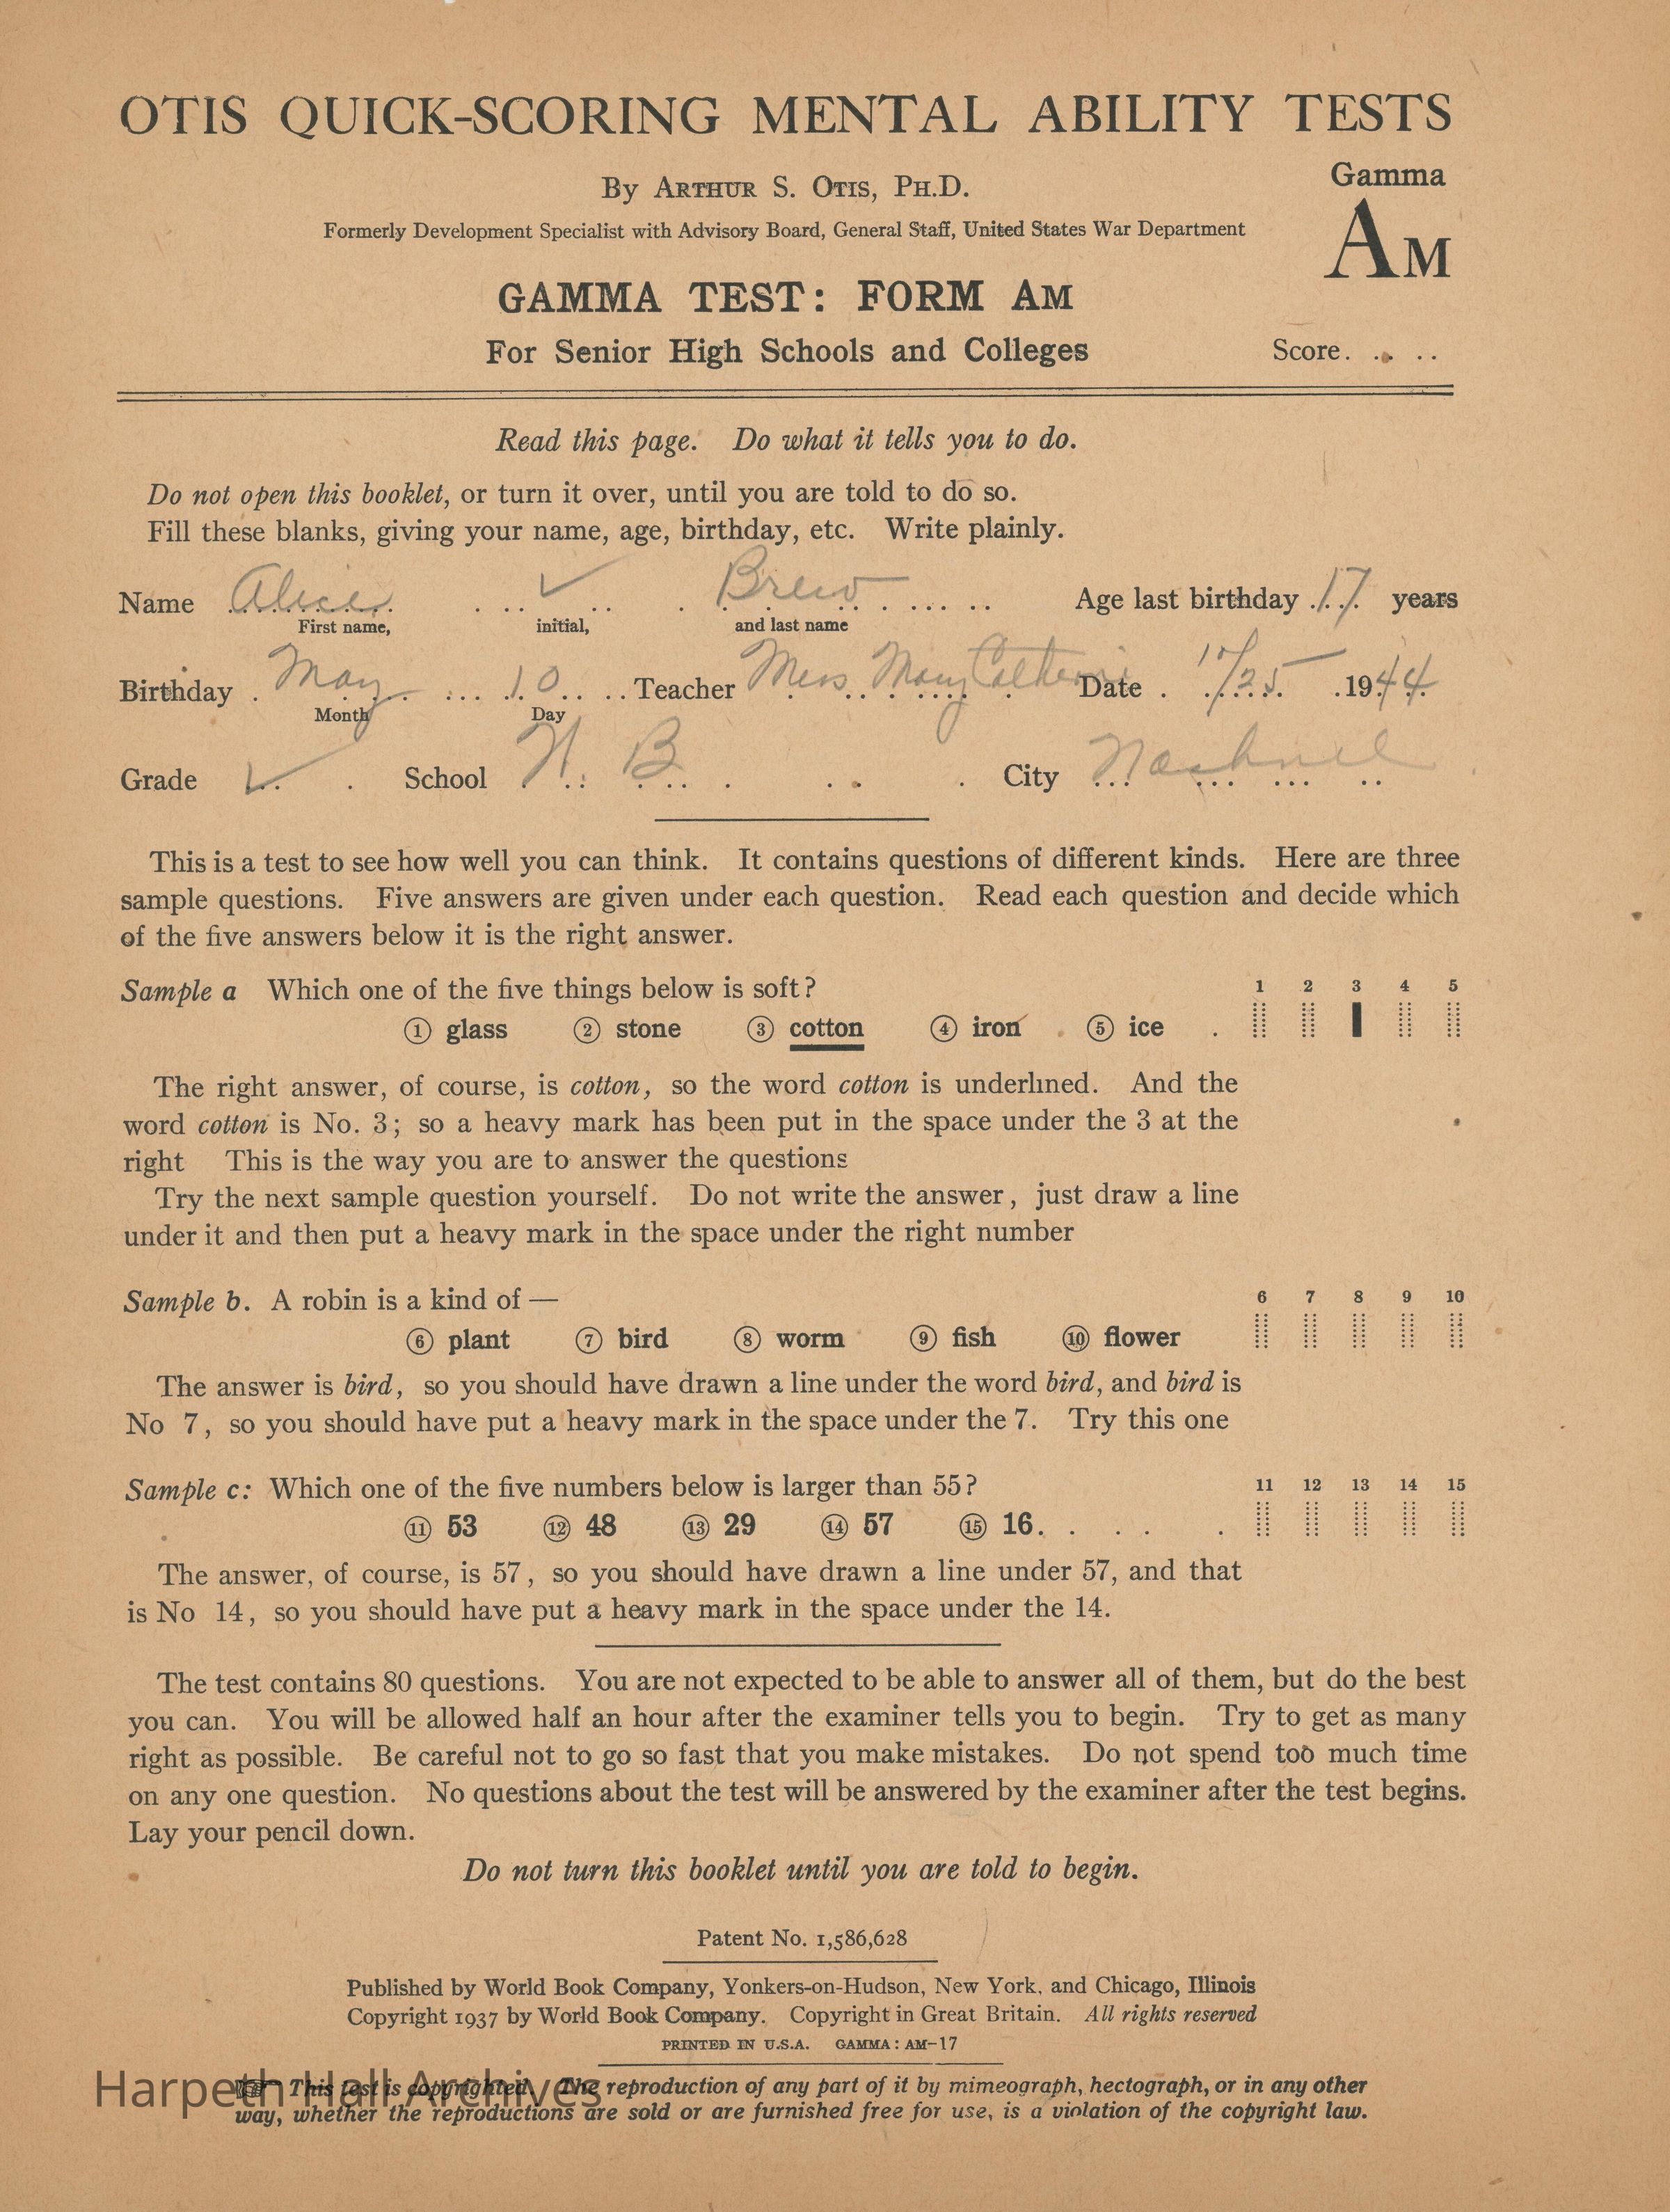 OTIS QUICK-SCORING MENTAL ABILITY TESTS
By ARTHUR S. OTIS, PH.D.
Formerly Development Specialist with Advisory Board, General Staff, United States War Department
Gamma
AM
GAMMA TEST: FORM AM
For Senior High Schools and Colleges
Score. . . . .
Read this page. Do what it tells you to do.
Do not open this booklet, or turn it over, until you are told to do so.
Fill these blanks, giving your name, age, birthday, etc. Write plainly.
Name Alice ✓ Brew Age last birthday 17 years
First name, initial, and last name
Birthday May 10 Teacher Miss Mary Date 1944
Month Day
Grade ✓ School B City
This is a test to see how well you can think. It contains questions of different kinds. Here are three
sample questions. Five answers are given under each question. Read each question and decide which
of the five answers below it is the right answer.
Sample a Which one of the five things below is soft? 1 2 3 4 5
① glass ② stone ③ cotton ④ iron ⑤ ice
The right answer, of course, is cotton, so the word cotton is underlined. And the
word cotton is No. 3; so a heavy mark has been put in the space under the 3 at the
right This is the way you are to answer the questions
Try the next sample question yourself. Do not write the answer, just draw a line
under it and then put a heavy mark in the space under the right number
Sample b. A robin is a kind of — 6 7 8 9 10
⑥ plant ⑦ bird ⑧ worm ⑨ fish ⑩ flower
The answer is bird, so you should have drawn a line under the word bird, and bird is
No 7, so you should have put a heavy mark in the space under the 7. Try this one
Sample c: Which one of the five numbers below is larger than 55? 11 12 13 14 15
⑪ 53 ⑫ 48 ⑬ 29 ⑭ 57 ⑮ 16. . . . .
The answer, of course, is 57, so you should have drawn a line under 57, and that
is No 14, so you should have put a heavy mark in the space under the 14.
The test contains 80 questions. You are not expected to be able to answer all of them, but do the best
you can. You will be allowed half an hour after the examiner tells you to begin. Try to get as many
right as possible. Be careful not to go so fast that you make mistakes. Do not spend too much time
on any one question. No questions about the test will be answered by the examiner after the test begins.
Lay your pencil down.
Do not turn this booklet until you are told to begin.
Patent No. 1,586,628
Published by World Book Company, Yonkers-on-Hudson, New York, and Chicago, Illinois
Copyright 1937 by World Book Company. Copyright in Great Britain. All rights reserved
PRINTED IN U.S.A. GAMMA: AM-17
Harpeth Hall Archives
☞ This test is copyrighted. The reproduction of any part of it by mimeograph, hectograph, or in any other
way, whether the reproductions are sold or are furnished free for use, is a violation of the copyright law.